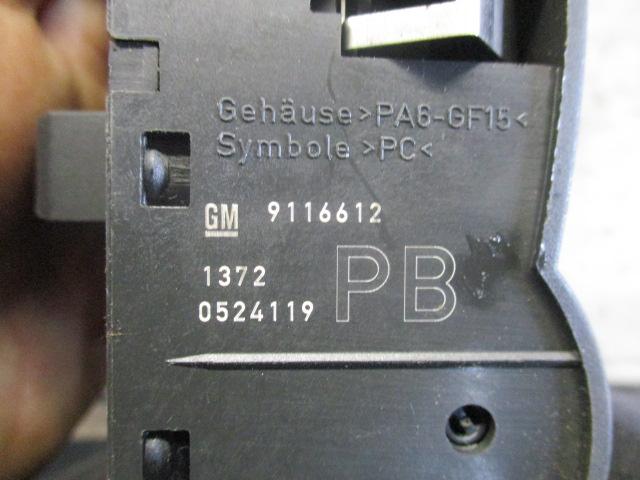 Gehäuse >PA6-GF15<
Symbole >PC<
GM 9116612
1372
0524119 PB